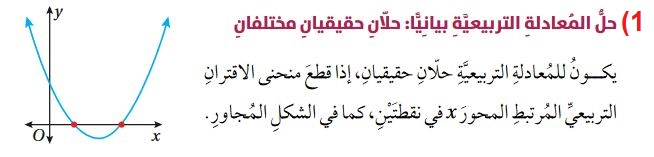 1) حلُّ المُعادلةِ التربيعيَّةِ بيانيًّا: حلّانِ حقيقيانِ مختلفانِ
يكـــونُ للمُعادلةِ التربيعيَّةِ حلّانِ حقيقيانِ، إذا قطعَ منحنى الاقترانِ
التربيعيِّ المُرتبطِ المحورَ x في نقطتَيْنِ، كما في الشكلِ المُجاورِ.
y
O
x